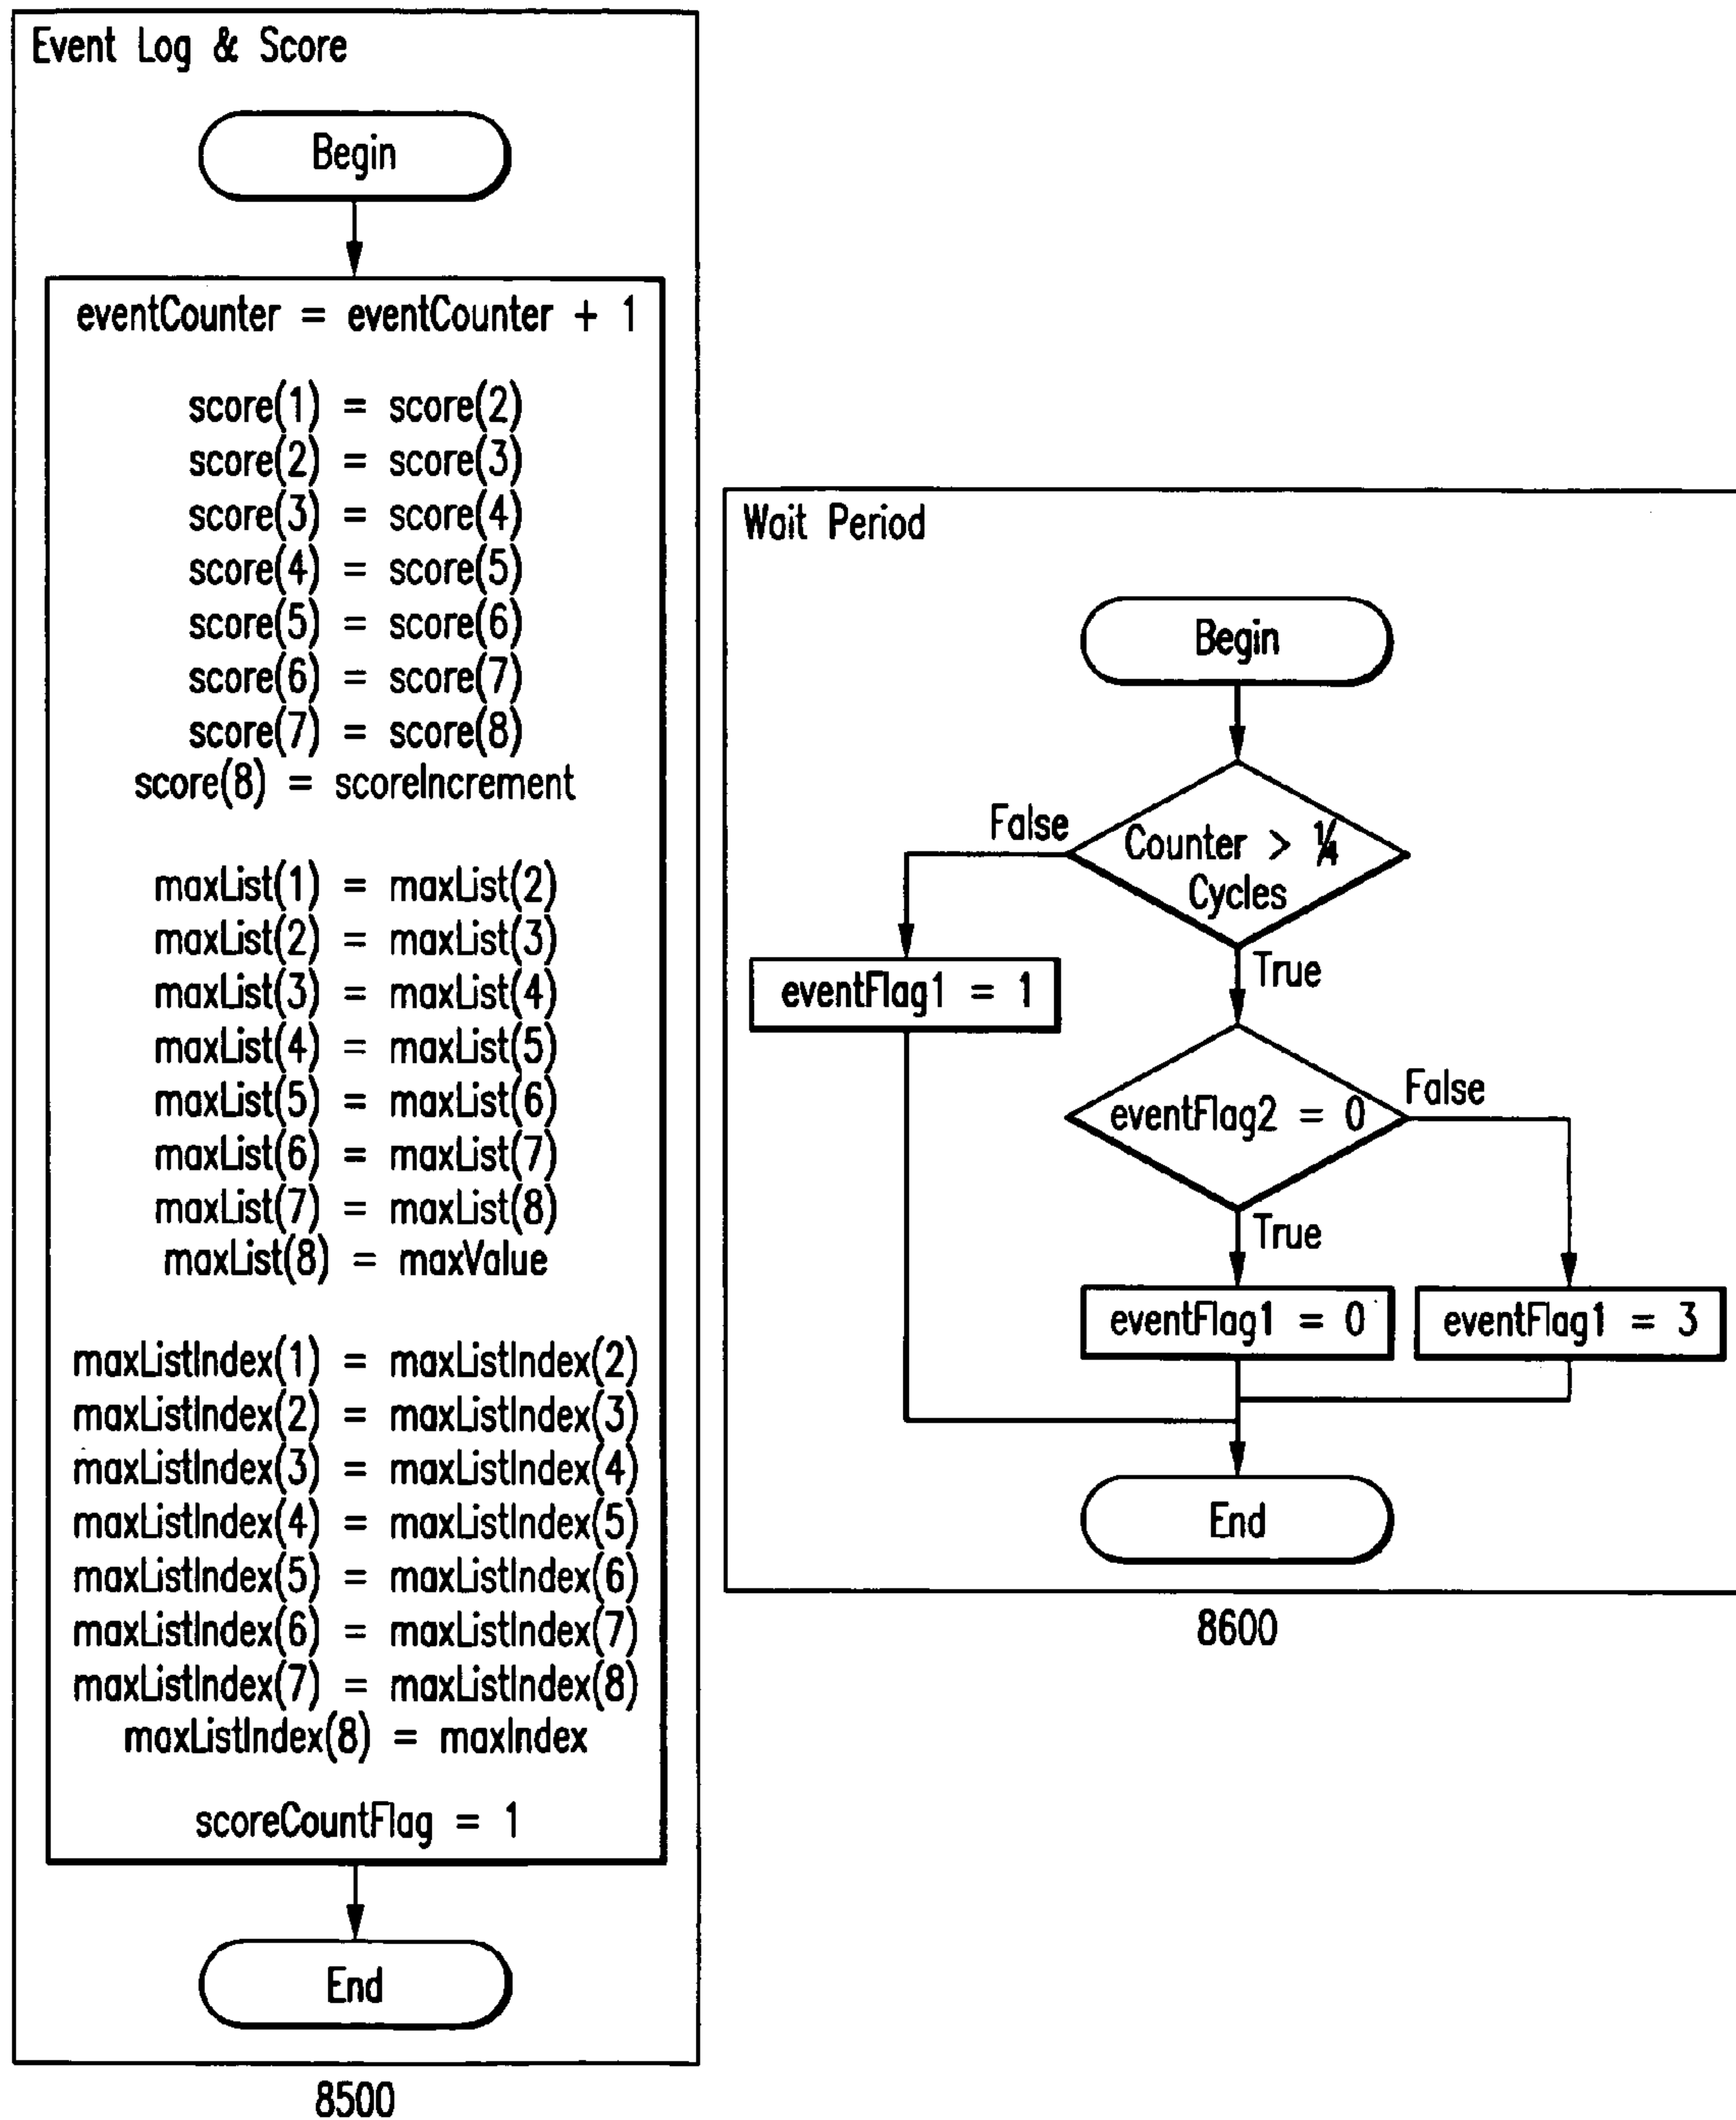 Event Log & Score
Begin
eventCounter = eventCounter + 1
score(1) = score(2)
score(2) = score(3)
score(3) = score(4)
score(4) = score(5)
score(5) = score(6)
score(6) = score(7)
score(7) = score(8)
score(8) = scoreIncrement
maxList(1) = maxList(2)
maxList(2) = maxList(3)
maxList(3) = maxList(4)
maxList(4) = maxList(5)
maxList(5) = maxList(6)
maxList(6) = maxList(7)
maxList(7) = maxList(8)
maxList(8) = maxValue
maxListIndex(1) = maxListIndex(2)
maxListIndex(2) = maxListIndex(3)
maxListIndex(3) = maxListIndex(4)
maxListIndex(4) = maxListIndex(5)
maxListIndex(5) = maxListIndex(6)
maxListIndex(6) = maxListIndex(7)
maxListIndex(7) = maxListIndex(8)
maxListIndex(8) = maxIndex
scoreCountFlag = 1
End
8500
Wait Period
Begin
Counter > ¼
Cycles
False
True
eventFlag1 = 1
eventFlag2 = 0
False
True
eventFlag1 = 0
eventFlag1 = 3
End
8600